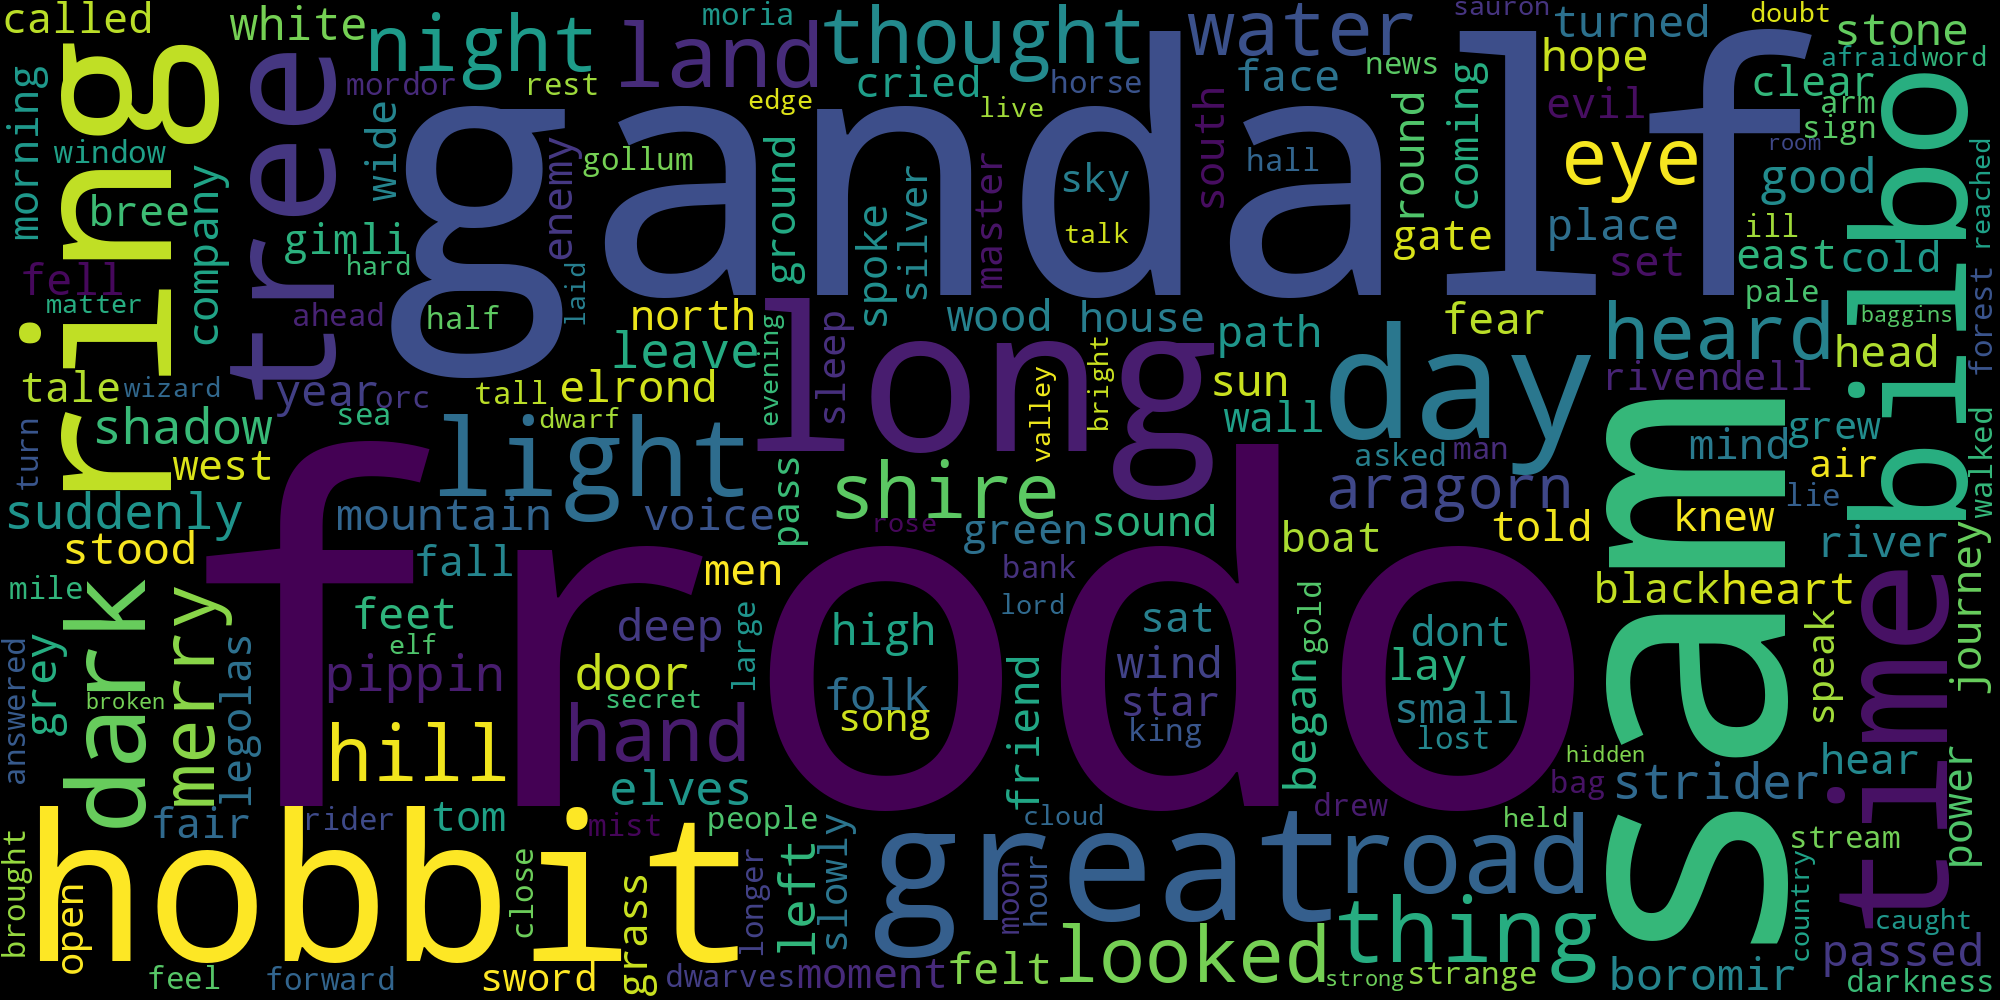 called
white
night
moria
land
thought
water
sauron
turned
doubt
stone
ring
tree
mordor
rest
gandalf
cried
horse
face
news
hope
clear
afraid
word
bilbo
morning
window
wide
enemy
edge
gollum
ground
live
south
hall
round
coming
evil
arm
sign
room
eye
good
company
bree
gimli
hard
spoke
silver
master
sky
talk
gate
place
ill
east
cold
reached
fell
matter
ahead
half
laid
set
pale
forest
baggins
north
leave
evening
long
sleep
wood
house
path
fear
heard
head
tale
wizard
year
orc
tall
elrond
dwarf
valley
bright
sun
day
rivendell
turn
shadow
sea
light
wall
asked
man
sam
mind
grew
walked
west
suddenly
mountain
voice
pass
shire
rose
green
sound
aragorn
boat
told
air
lie
knew
river
stood
frodo
fall
men
bank
black
heart
time
journey
mile
dark
merry
feet
elf
deep
large
lord
high
sat
gold
dont
answered
grey
legolas
pippin
door
secret
folk
song
friend
wind
star
king
began
lay
small
lost
speak
broken
hill
hand
hidden
bag
strider
hear
power
elves
fair
rider
tom
mist
people
slowly
cloud
drew
held
stream
brought
hobbit
open
close
grass
longer
left
great
moon
hour
road
thing
country
caught
passed
feel
forward
sword
dwarves
moment
felt
looked
strong
strange
boromir
darkness